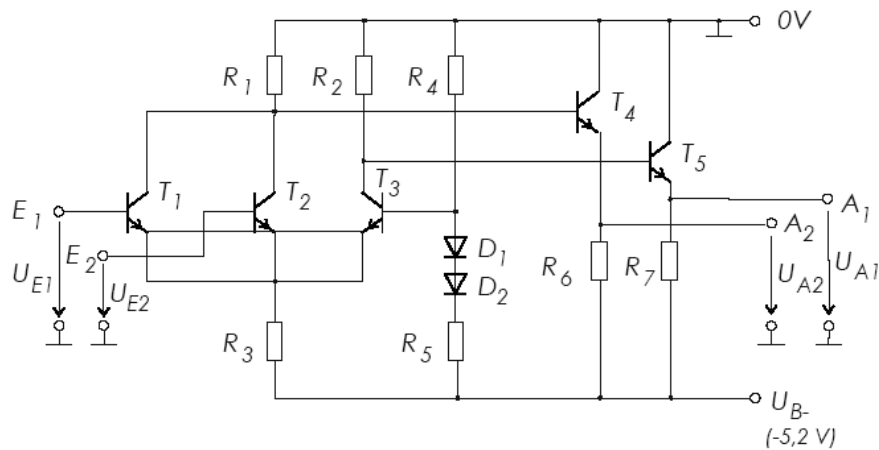 0V
R1 R2 R4
T4
T5
T1 T2 T3
E1
A1
E2
A2
D1
UE1
R6 R7
UE2
D2
UA2 UA1
R3 R5
UB-
(-5,2 V)